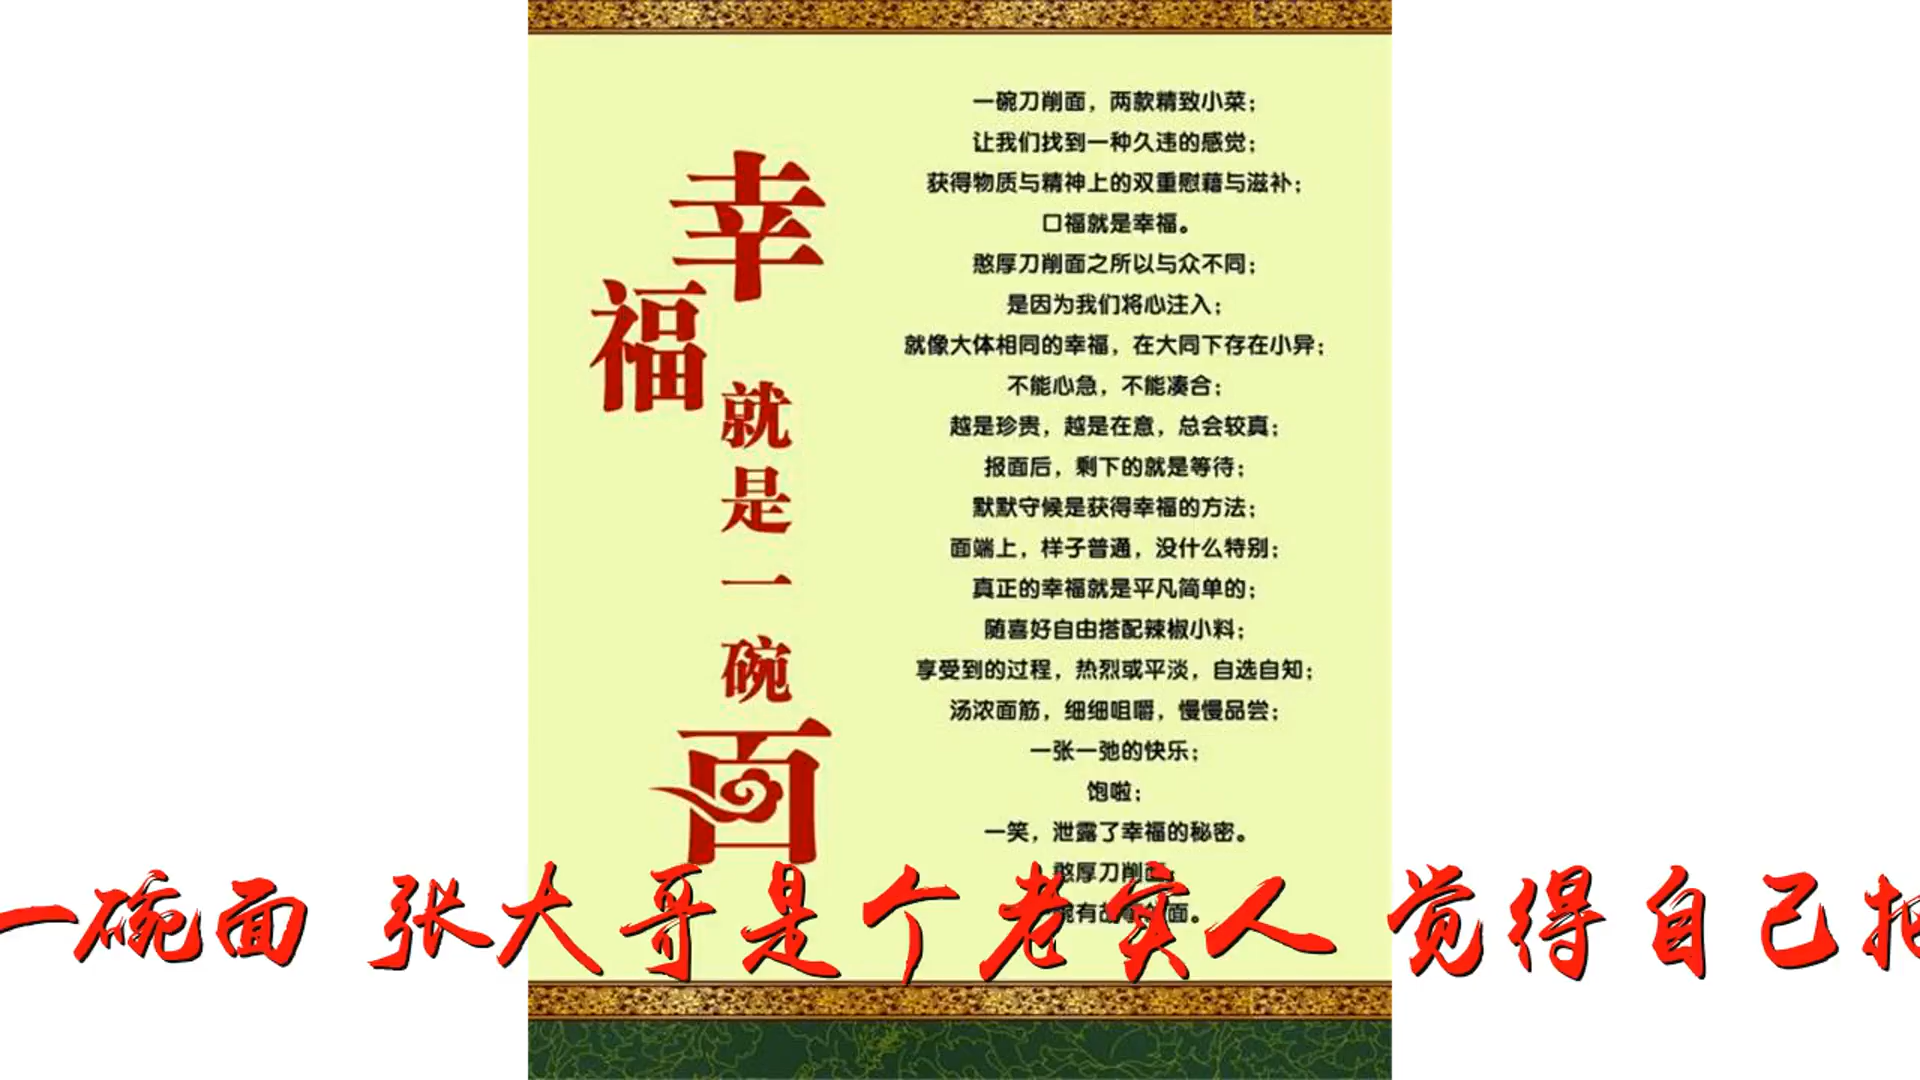 幸福就是一碗面
一碗刀削面，两款精致小菜；
让我们找到一种久违的感觉；
获得物质与精神上的双重慰藉与滋补；
口福就是幸福。
憨厚刀削面之所以与众不同；
是因为我们将心注入；
就像大体相同的幸福，在大同下存在小异；
不能心急，不能凑合；
越是珍贵，越是在意，总会较真；
报面后，剩下的就是等待；
默默守候是获得幸福的方法；
面端上，样子普通，没什么特别；
真正的幸福就是平凡简单的；
随喜好自由搭配辣椒小料；
享受到的过程，热烈或平淡，自选自知；
汤浓面筋，细细咀嚼，慢慢品尝；
一张一弛的快乐；
饱啦；
一笑，泄露了幸福的秘密。
憨厚刀削面
碗有故 面。
一碗面 张大哥是个老实人 觉得自己